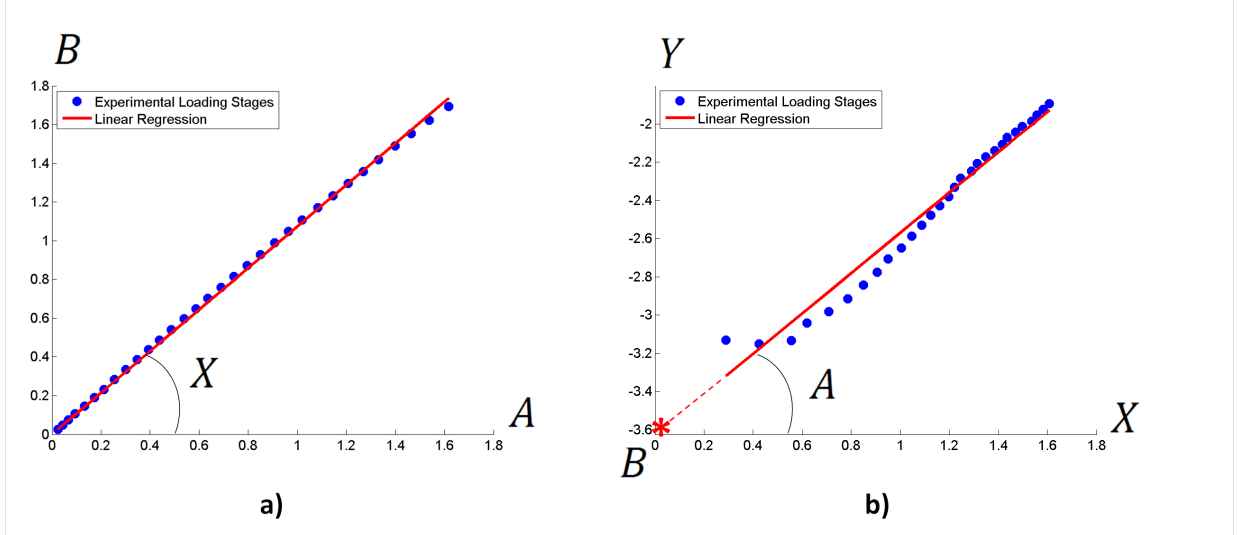 B
1.8
1.6
1.4
1.2
1
0.8
0.6
0.4
0.2
0
Experimental Loading Stages
Linear Regression
X
A
0 0.2 0.4 0.6 0.8 1 1.2 1.4 1.6 1.8
a)
Y
-2
-2.2
-2.4
-2.6
-2.8
-3
-3.2
-3.4
-3.6
Experimental Loading Stages
Linear Regression
A
X
B
0 0.2 0.4 0.6 0.8 1 1.2 1.4 1.6 1.8
b)